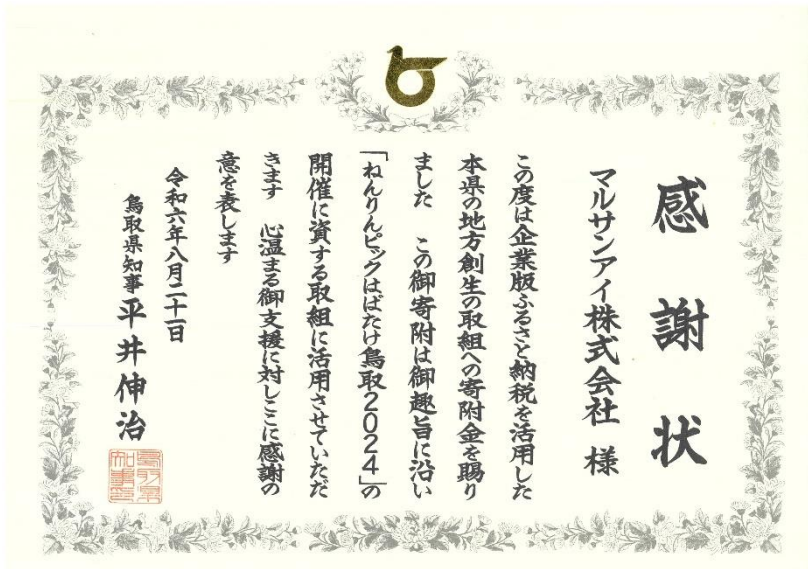 感謝状
マルサンアイ株式会社 様
この度は企業版ふるさと納税を活用した
本県の地方創生の取組への寄附金を賜り
ました この御寄附は御趣旨に沿い
「ねんりんピックはばたけ鳥取2024」の
開催に資する取組に活用させていただ
きます 心温まる御支援に対しここに感謝の
意を表します
令和六年八月二十一日
鳥取県知事 平井伸治
鳥取県
知事印